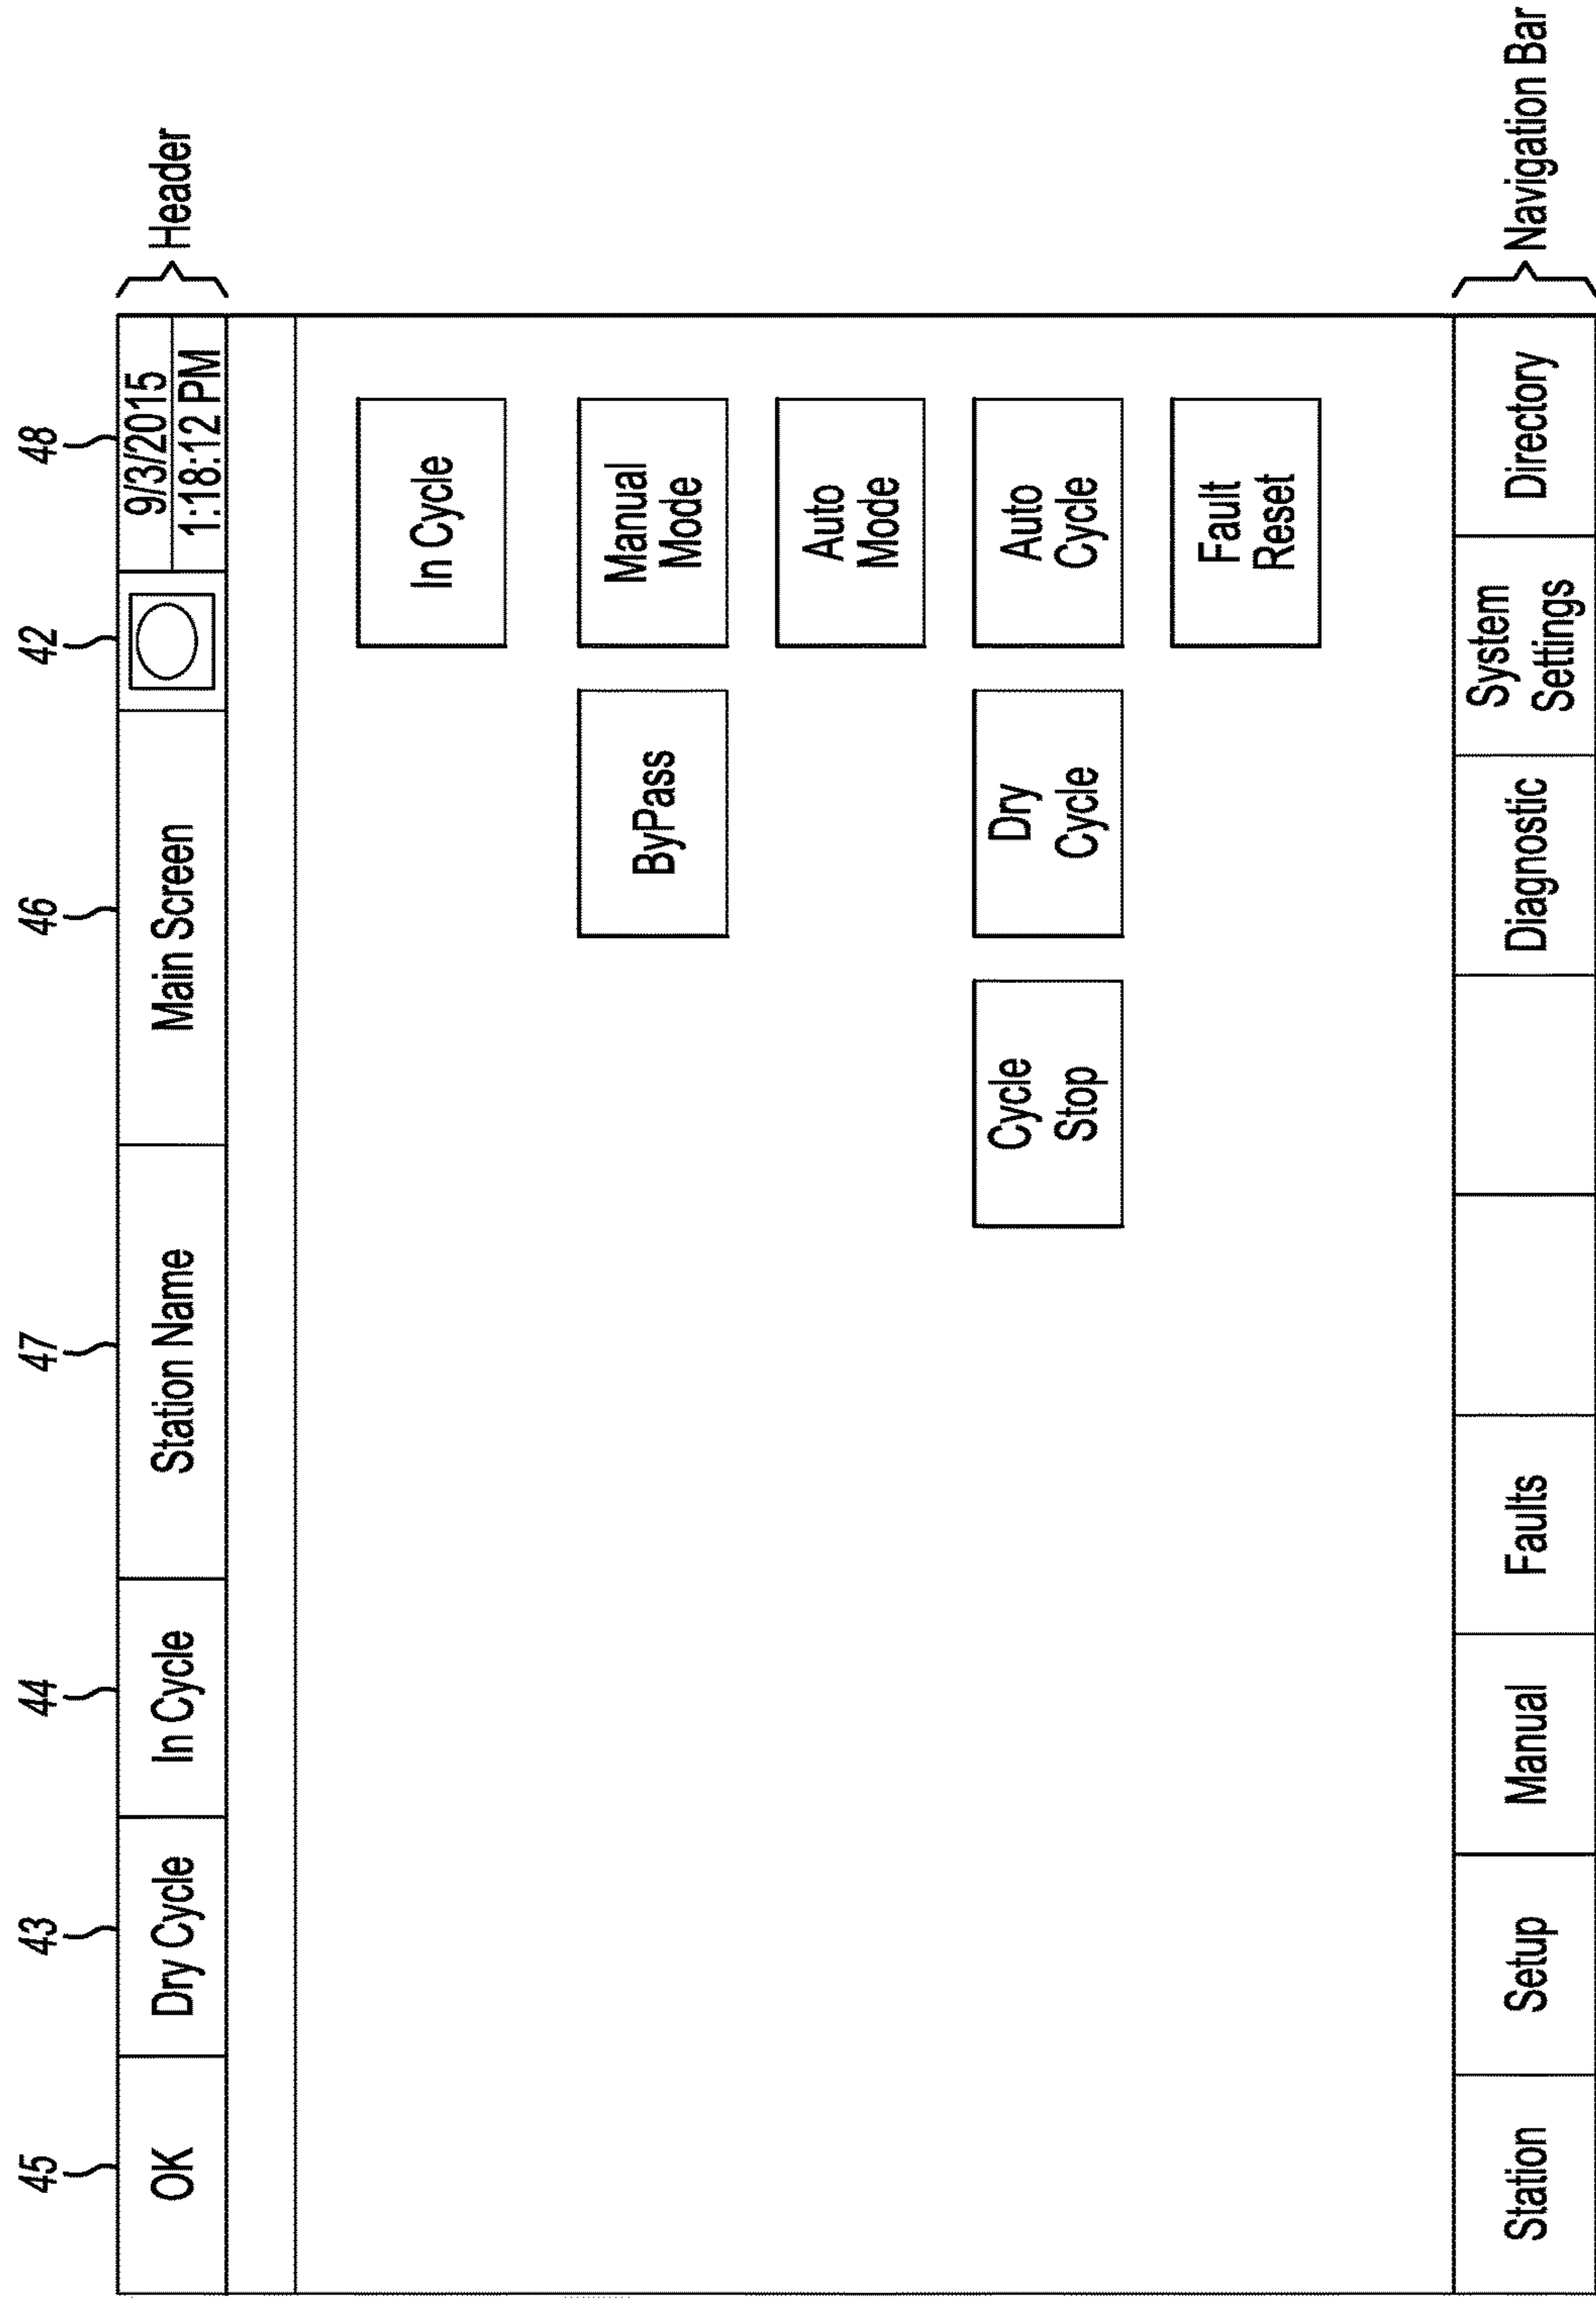 45
43
44
47
46
42
48
OK
Dry Cycle
In Cycle
Station Name
Main Screen
9/3/2015
1:18:12 PM
Header
In Cycle
ByPass
Manual
Mode
Auto
Mode
Cycle
Stop
Dry
Cycle
Auto
Cycle
Fault
Reset
Station
Setup
Manual
Faults
Diagnostic
System
Settings
Directory
Navigation Bar